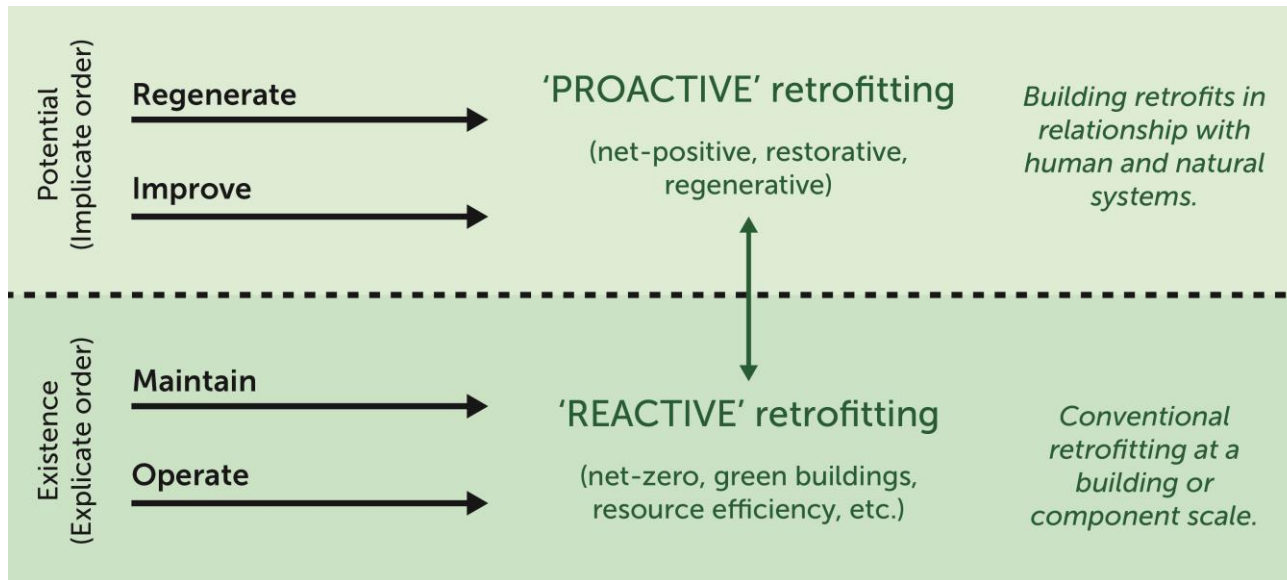 Potential
(Implicate order)
Regenerate
Improve
‘PROACTIVE’ retrofitting
(net-positive, restorative,
regenerative)
Building retrofits in
relationship with
human and natural
systems.
Existence
(Explicate order)
Maintain
Operate
‘REACTIVE’ retrofitting
(net-zero, green buildings,
resource efficiency, etc.)
Conventional
retrofitting at a
building or
component scale.